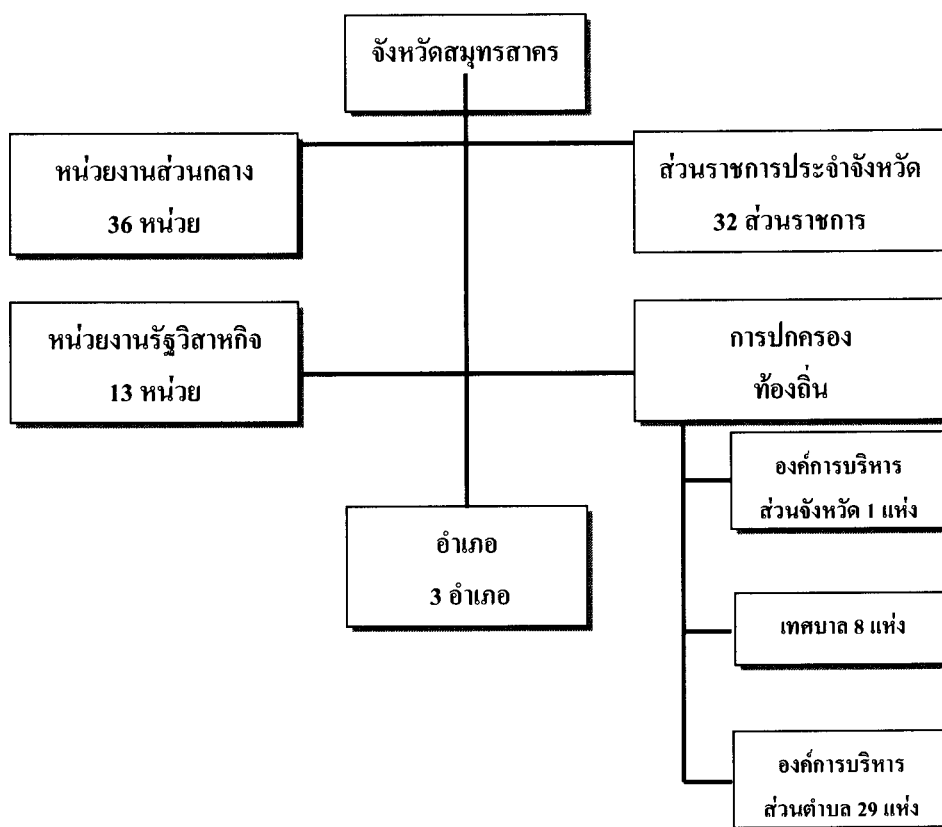 จังหวัดสมุทรสาคร
หน่วยงานส่วนกลาง
36 หน่วย
ส่วนราชการประจำจังหวัด
32 ส่วนราชการ
หน่วยงานรัฐวิสาหกิจ
13 หน่วย
การปกครอง
ท้องถิ่น
องค์การบริหาร
ส่วนจังหวัด 1 แห่ง
อำเภอ
3 อำเภอ
เทศบาล 8 แห่ง
องค์การบริหาร
ส่วนตำบล 29 แห่ง